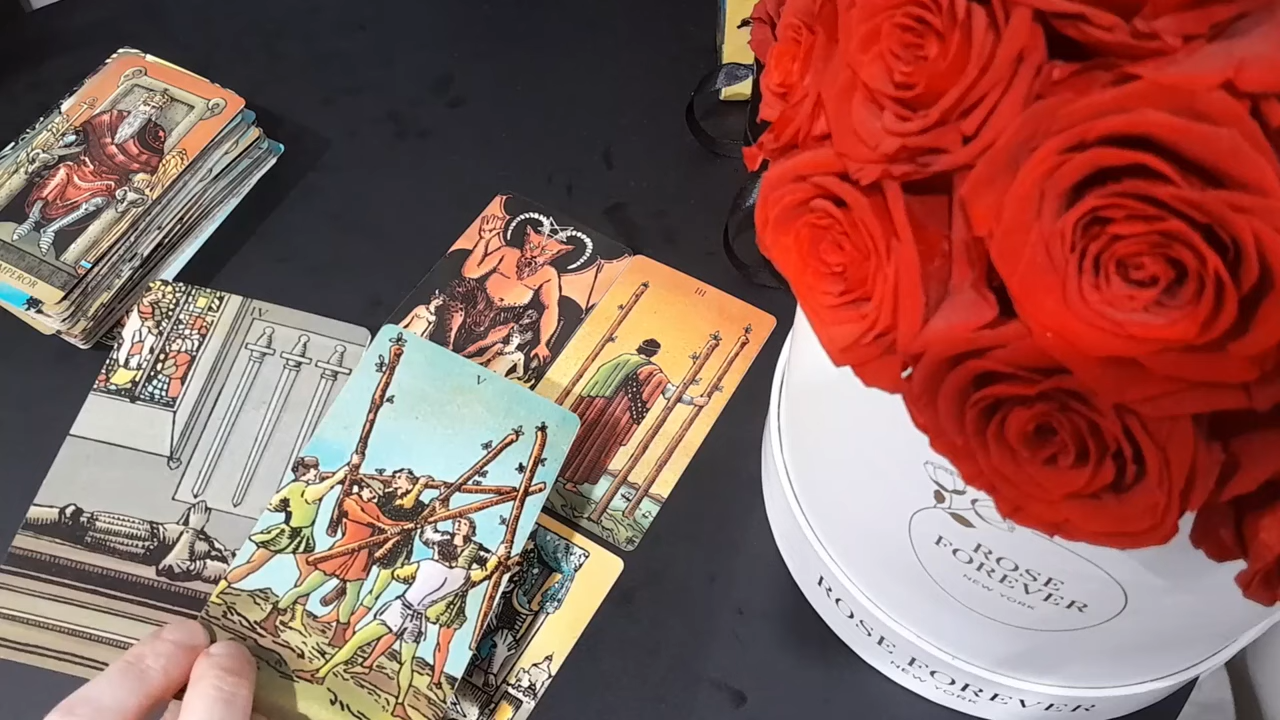 EMPEROR
IV
V
III
ROSE
FOREVER
NEW YORK
ROSE FOREVER
NEW YORK